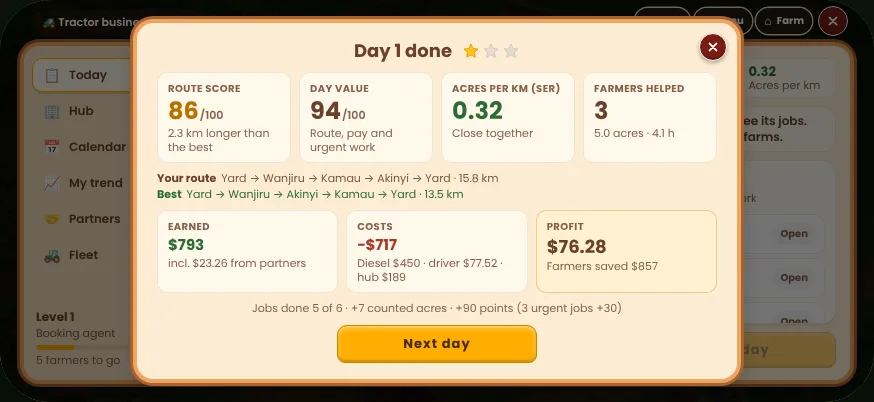 Tractor busine
Farm
Day 1 done
Today
Hub
Calendar
My trend
Partners
Fleet
Level 1
Booking agent
5 farmers to go
ROUTE SCORE
86/100
2.3 km longer than
the best
DAY VALUE
94/100
Route, pay and
urgent work
ACRES PER KM (SER)
0.32
Close together
FARMERS HELPED
3
5.0 acres · 4.1 h
Your route Yard → Wanjiru → Kamau → Akinyi → Yard · 15.8 km
Best Yard → Wanjiru → Akinyi → Kamau → Yard · 13.5 km
EARNED
$793
incl. $23.26 from partners
COSTS
-$717
Diesel $450 · driver $77.52 ·
hub $189
PROFIT
$76.28
Farmers saved $857
Jobs done 5 of 6 · +7 counted acres · +90 points (3 urgent jobs +30)
Next day
0.32
Acres per km
ee its jobs.
farms.
Open
Open
Open
day